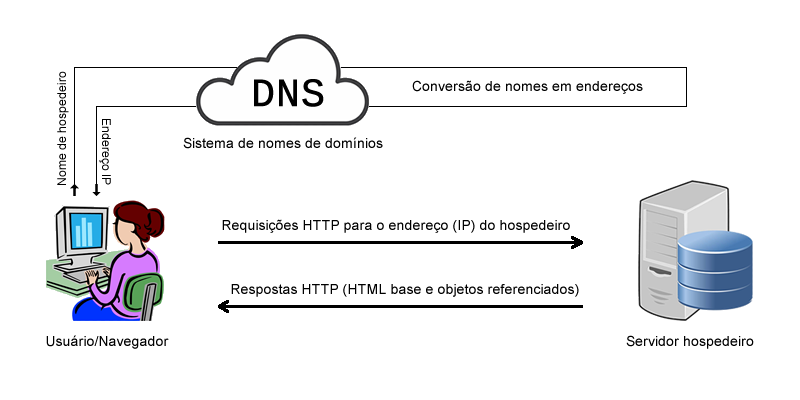 DNS
Conversão de nomes em endereços
Sistema de nomes de domínios
Nome de hospedeiro
Endereço IP
Requisições HTTP para o endereço (IP) do hospedeiro
Respostas HTTP (HTML base e objetos referenciados)
Usuário/Navegador
Servidor hospedeiro